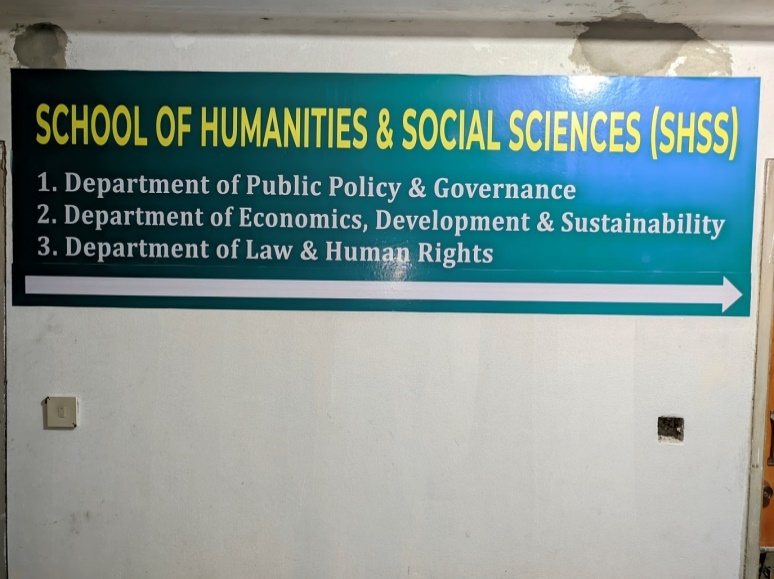 SCHOOL OF HUMANITIES & SOCIAL SCIENCES (SHSS)
1. Department of Public Policy & Governance
2. Department of Economics, Development & Sustainability
3. Department of Law & Human Rights